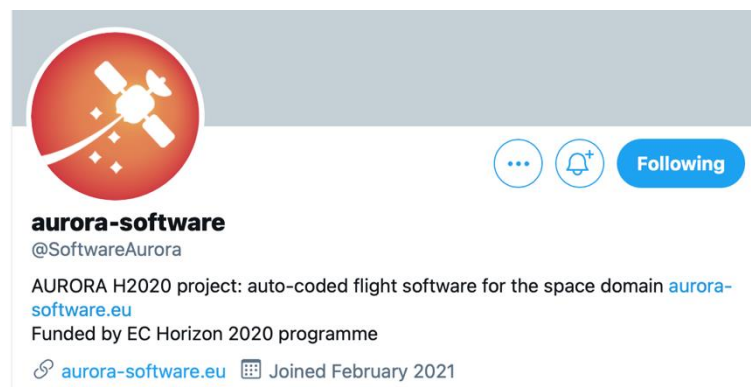 Following
aurora-software
@SoftwareAurora
AURORA H2020 project: auto-coded flight software for the space domain aurora-
software.eu
Funded by EC Horizon 2020 programme
aurora-software.eu Joined February 2021